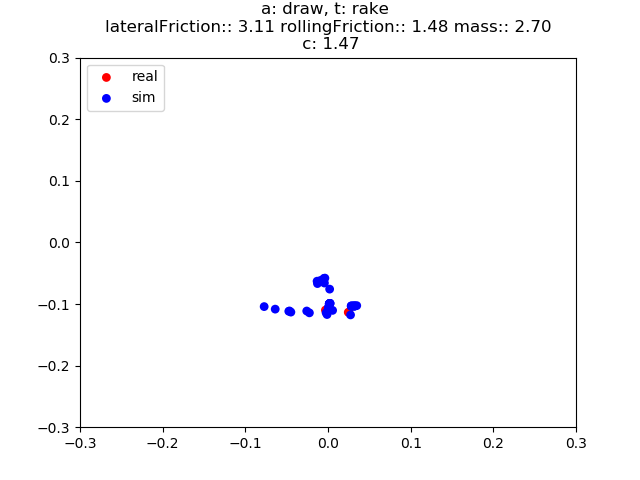 a: draw, t: rake
lateralFriction:: 3.11 rollingFriction:: 1.48 mass:: 2.70
c: 1.47
real
sim
0.3
0.2
0.1
0.0
−0.1
−0.2
−0.3
−0.3 −0.2 −0.1 0.0 0.1 0.2 0.3